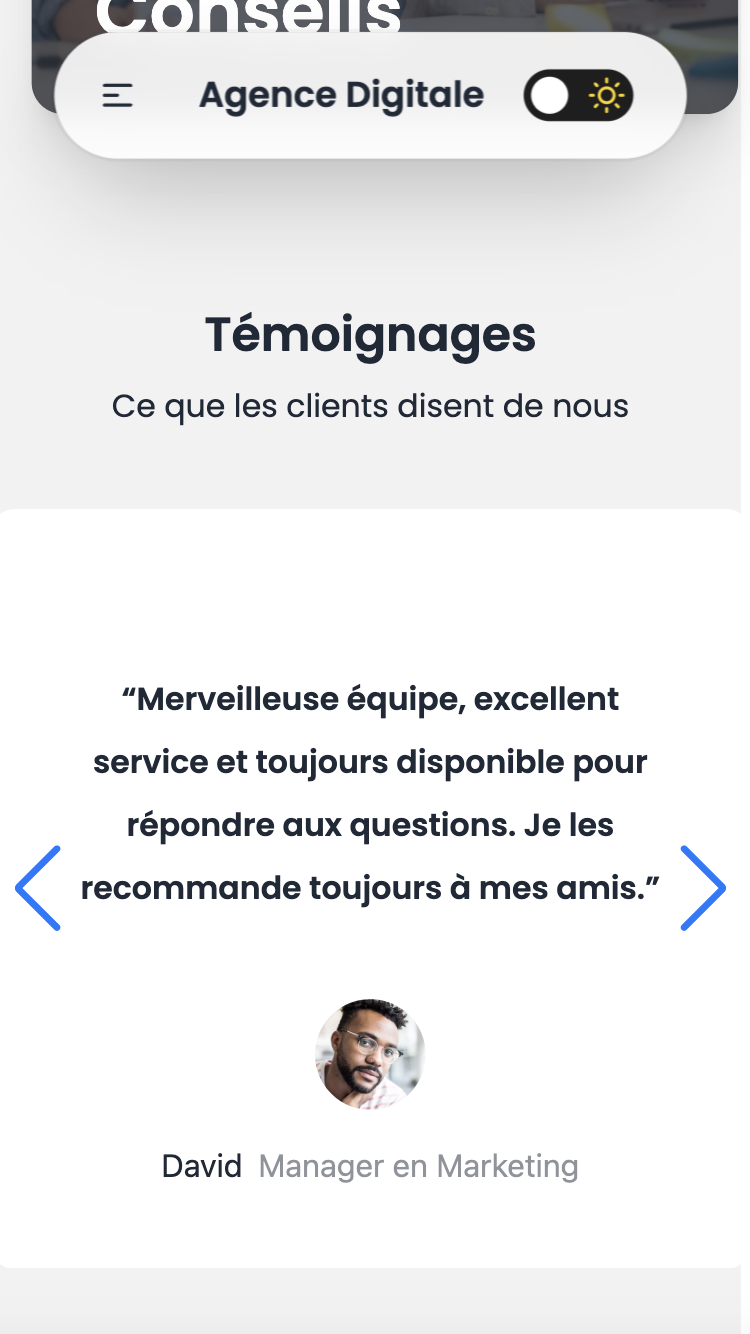 Conseils
Agence Digitale
Témoignages
Ce que les clients disent de nous
“Merveilleuse équipe, excellent
service et toujours disponible pour
répondre aux questions. Je les
recommande toujours à mes amis.”
David Manager en Marketing